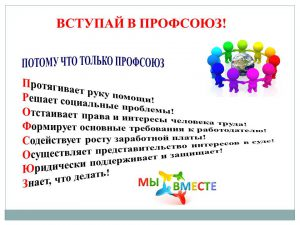 ВСТУПАЙ В ПРОФСОЮЗ!
ПОТОМУ ЧТО ТОЛЬКО ПРОФСОЮЗ
Протягивает руку помощи!
Решает социальные проблемы!
Отстаивает права и интересы человека труда!
Формирует основные требования к работодателю!
Содействует росту заработной платы!
Осуществляет представительство интересов в суде!
Юридически поддерживает и защищает!
Знает, что делать!
МЫ ВМЕСТЕ